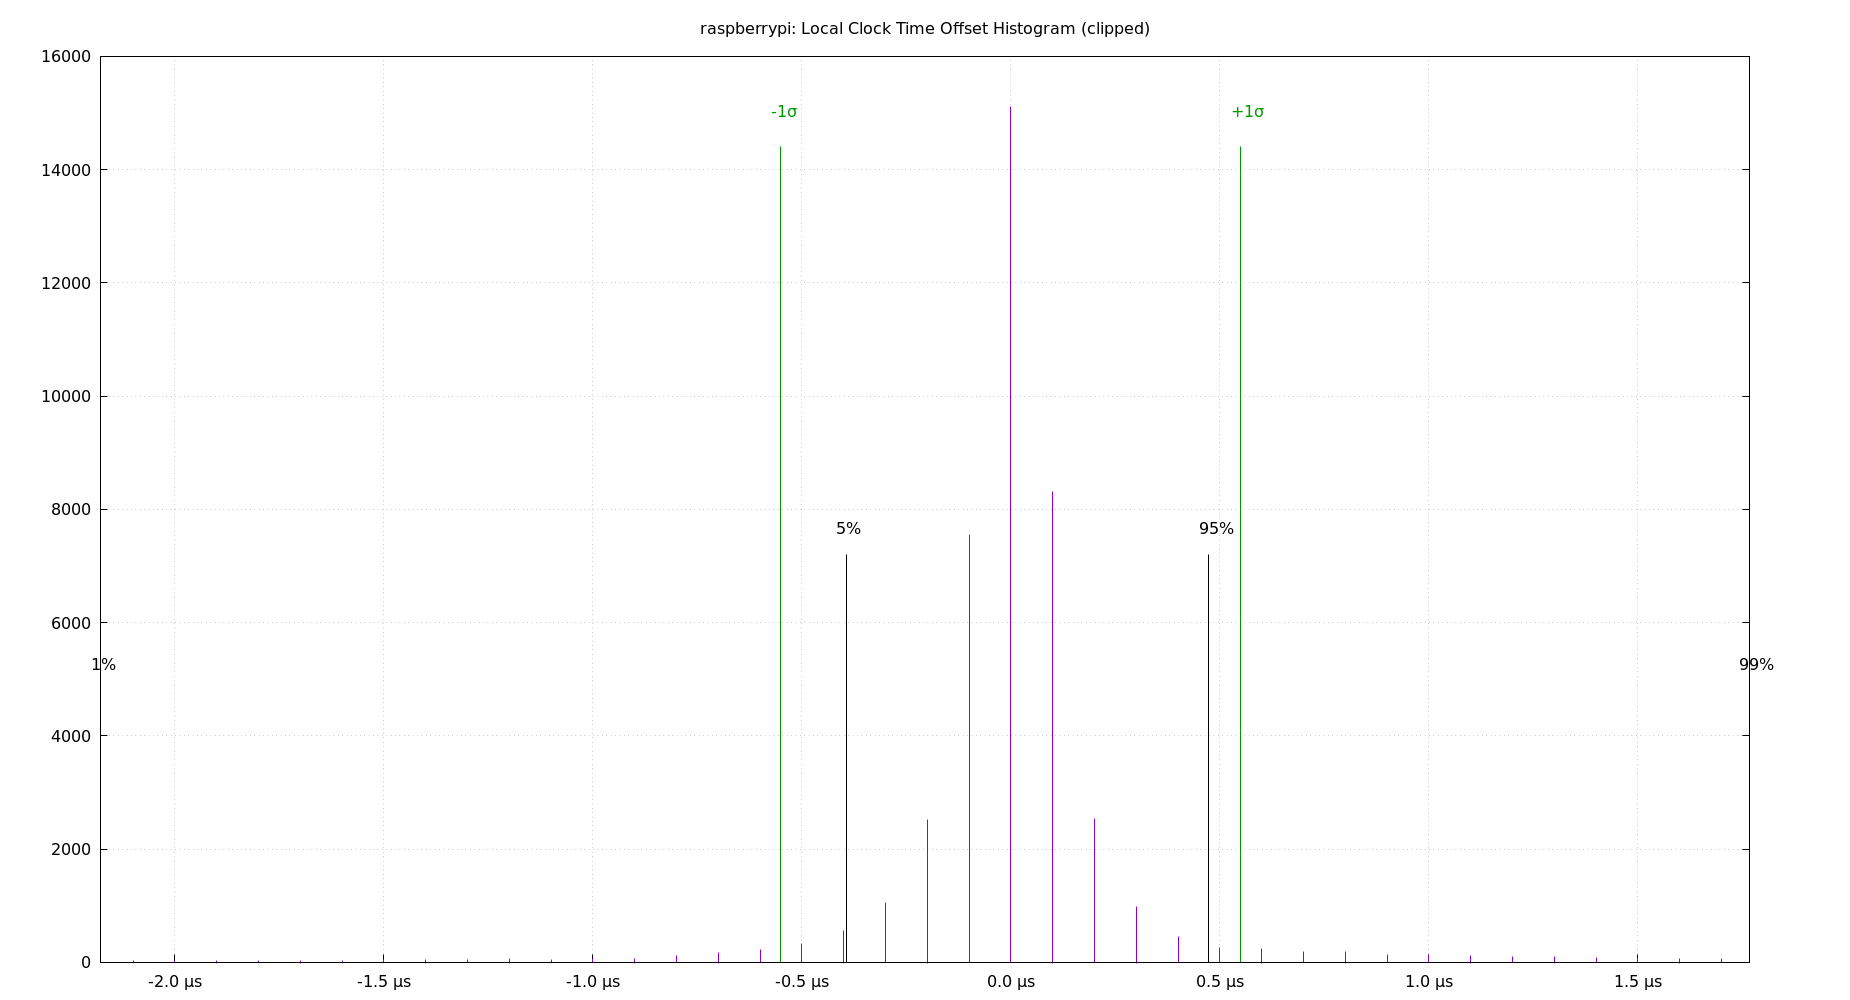 raspberrypi: Local Clock Time Offset Histogram (clipped)
16000
-1σ
+1σ
14000
12000
10000
8000
5%
95%
6000
1%
99%
4000
2000
0
-2.0 µs
-1.5 µs
-1.0 µs
-0.5 µs
0.0 µs
0.5 µs
1.0 µs
1.5 µs